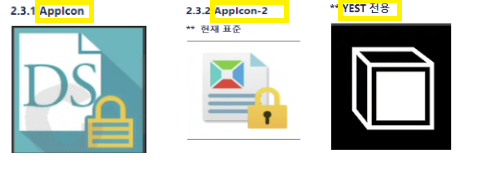 2.3.1 AppIcon
DS
2.3.2 AppIcon-2
** 현재 표준
** YEST 전용